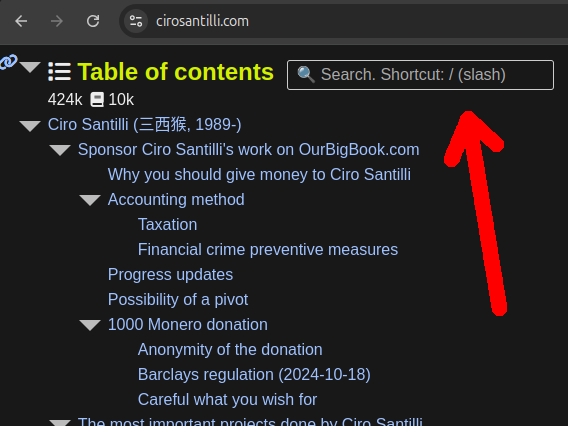 cirosantilli.com
Table of contents
🔍 Search. Shortcut: / (slash)
424k 10k
Ciro Santilli (三西猴, 1989-)
Sponsor Ciro Santilli's work on OurBigBook.com
Why you should give money to Ciro Santilli
Accounting method
Taxation
Financial crime preventive measures
Progress updates
Possibility of a pivot
1000 Monero donation
Anonymity of the donation
Barclays regulation (2024-10-18)
Careful what you wish for
The most important projects done by Ciro Santilli